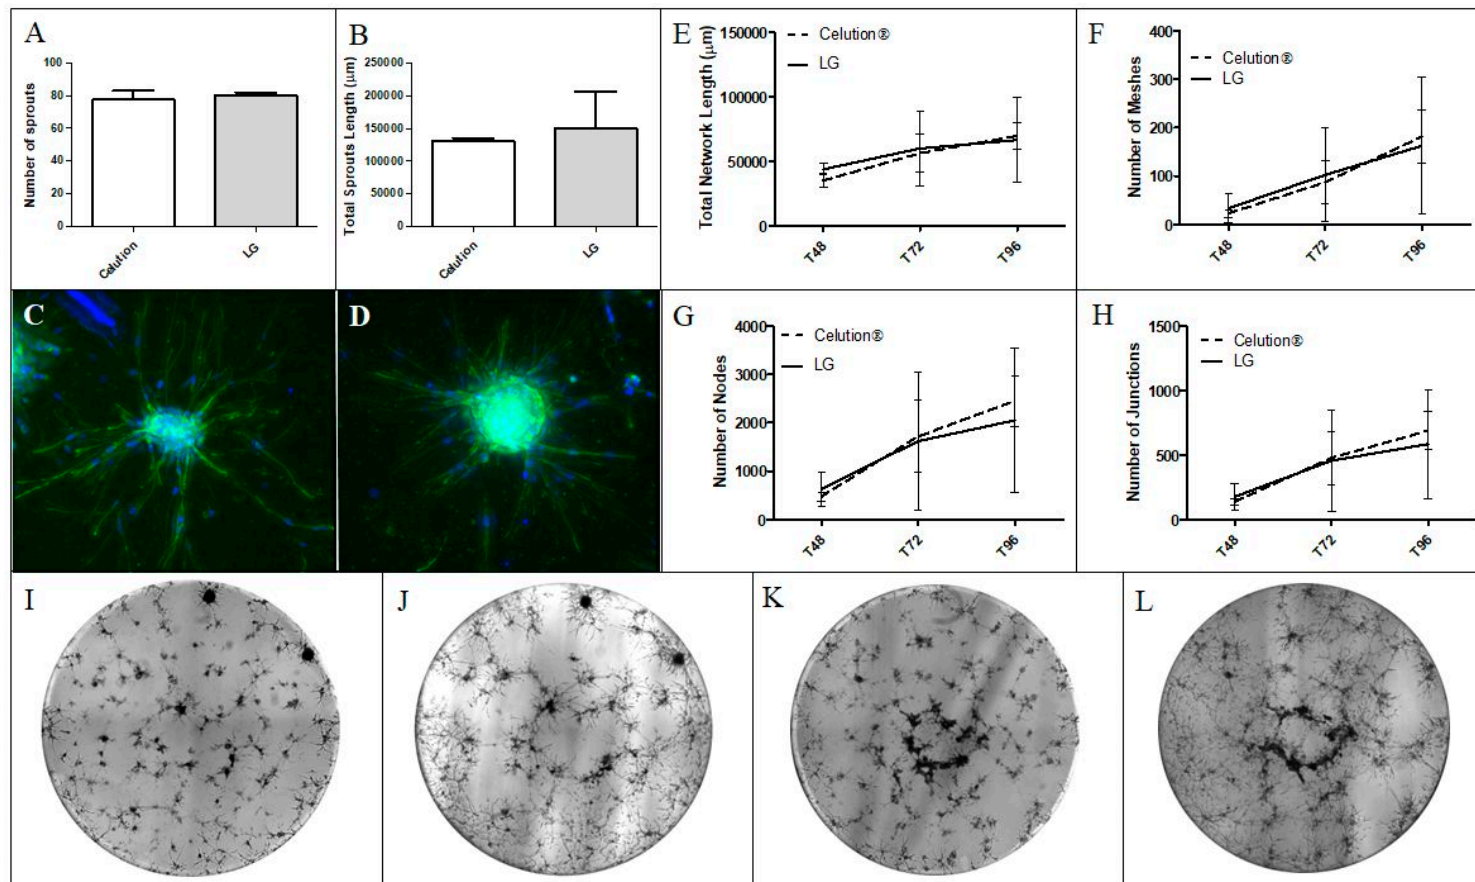 A
Number of sprouts
100
80
60
40
20
0
Celution
LG
B
Total Sprouts Length (μm)
250000
200000
150000
100000
50000
0
Celution
LG
E
Total Network Length (μm)
150000
100000
50000
0
Celution®
LG
T48
T72
T96
F
Number of Meshes
400
300
200
100
0
Celution®
LG
T48
T72
T96
C
D
G
Number of Nodes
4000
3000
2000
1000
0
Celution®
LG
T48
T72
T96
H
Number of Junctions
1500
1000
500
0
Celution®
LG
T48
T72
T96
I
J
K
L